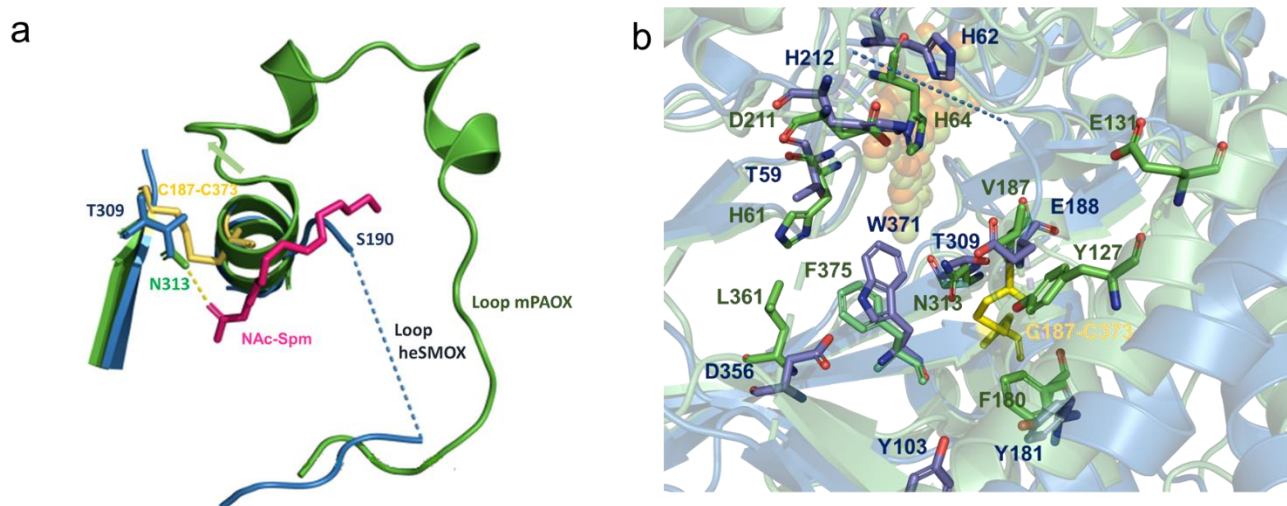 a
C187-C373
T309
S190
N313
Loop mPAOX
Loop
heSMOX
NAc-Spm
b
H62
H212
D211
H64
E131
T59
V187
E188
H61
W371
T309
Y127
F375
N313
L361
C187-C373
D356
F180
Y103
Y181